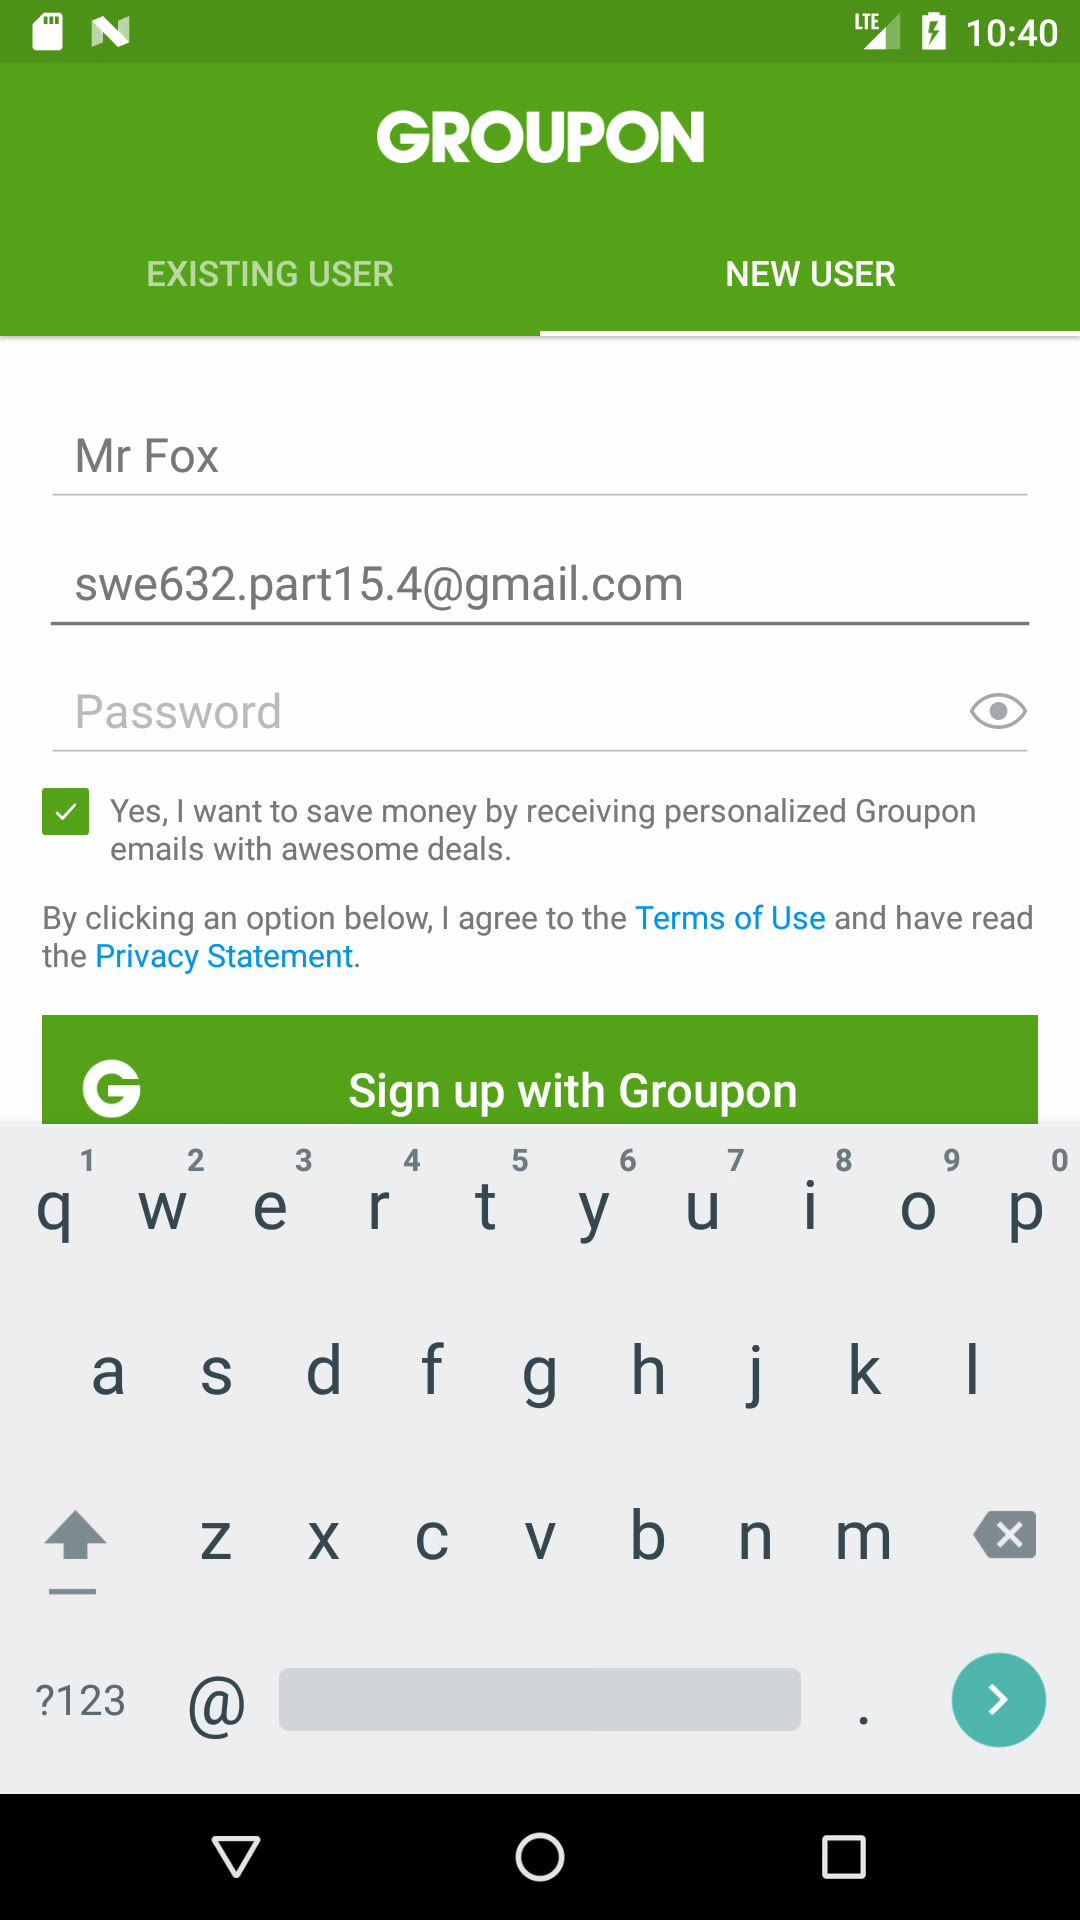 LTE 10:40
GROUPON
EXISTING USER NEW USER
Mr Fox
swe632.part15.4@gmail.com
Password
Yes, I want to save money by receiving personalized Groupon
emails with awesome deals.
By clicking an option below, I agree to the Terms of Use and have read
the Privacy Statement.
G Sign up with Groupon
1 2 3 4 5 6 7 8 9 0
q w e r t y u i o p
a s d f g h j k l
z x c v b n m
?123 @ .